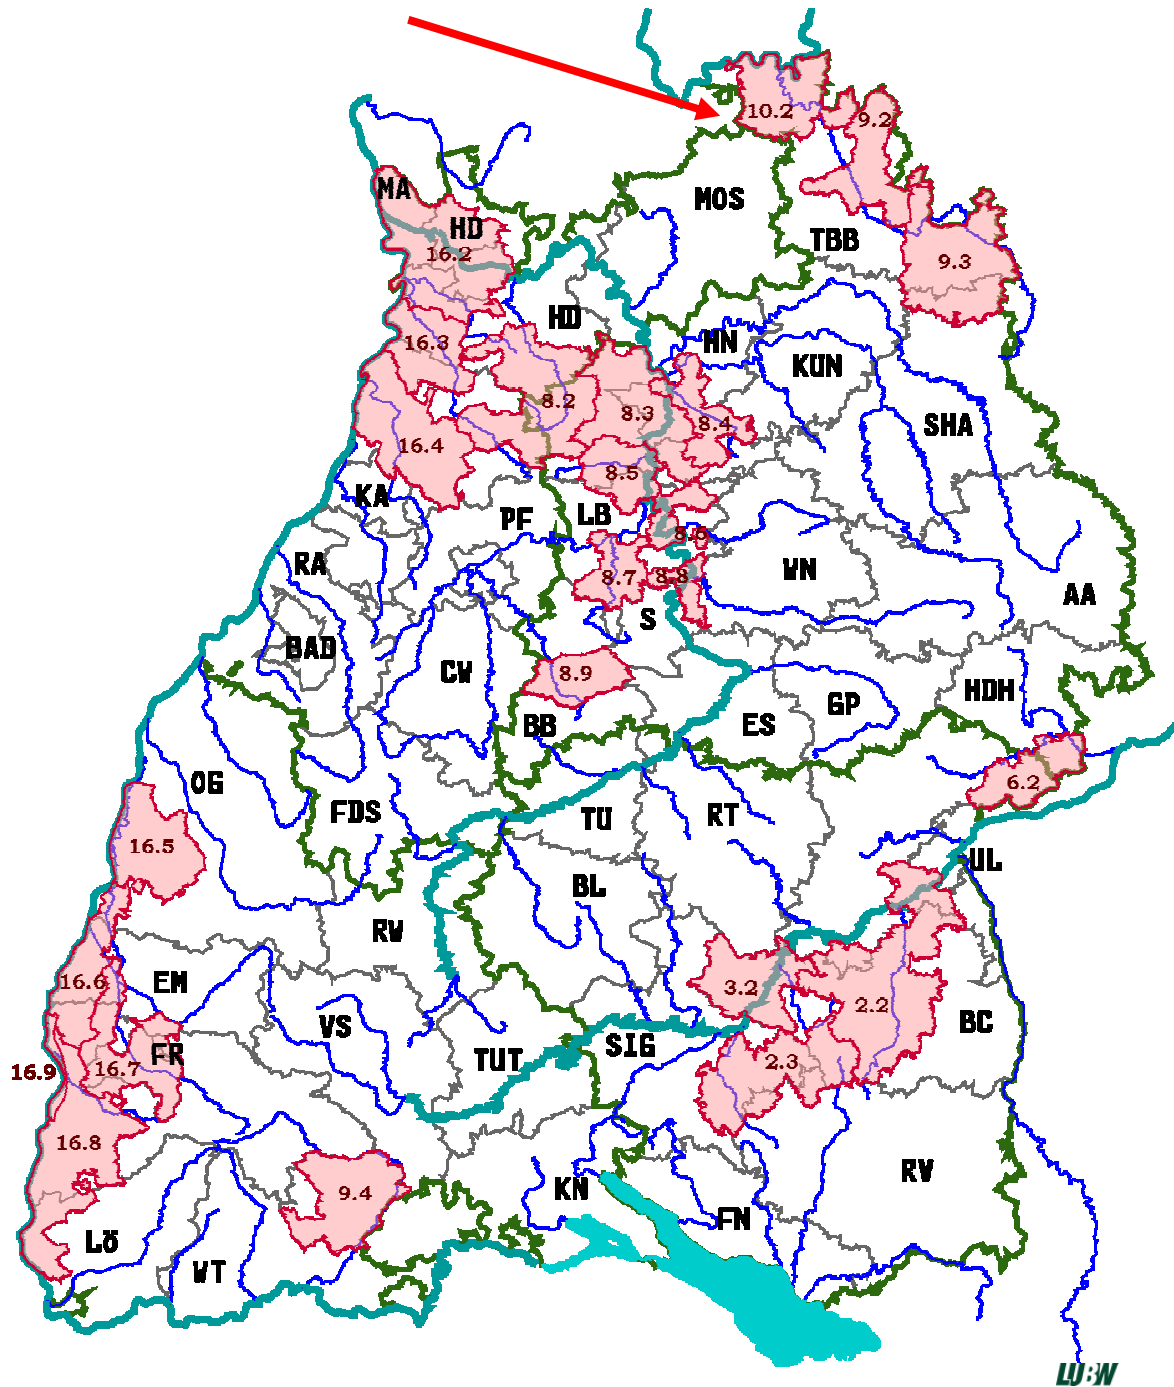 10.2
9.2
MA
MOS
HD
TBB
16.2
9.3
HD
16.3
HN
KUN
8.2
8.3
8.4
SHA
16.4
8.5
KA
PF
LB
RA
8.7
8.8
WN
AA
S
BAD
CW
8.9
HDH
GP
BB
ES
OG
6.2
FDS
TU
RT
16.5
UL
BL
RW
16.6
EM
3.2
2.2
VS
BC
FR
TUT
SIG
16.9
16.7
2.3
16.8
RV
9.4
KN
FN
LÖ
WT
LUBW